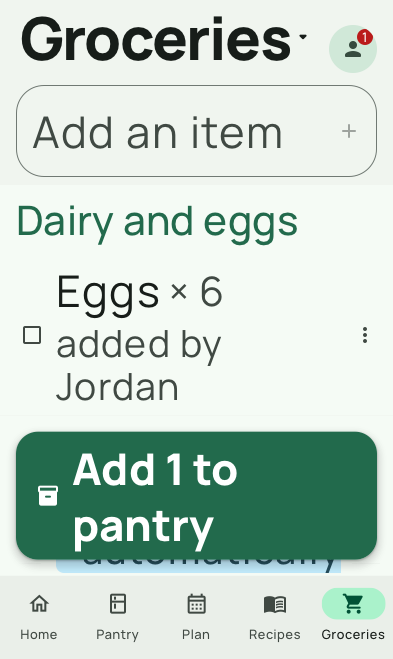 Groceries
1
Add an item
Dairy and eggs
Eggs × 6
added by
Jordan
Add 1 to
pantry
automatically
Home
Pantry
Plan
Recipes
Groceries